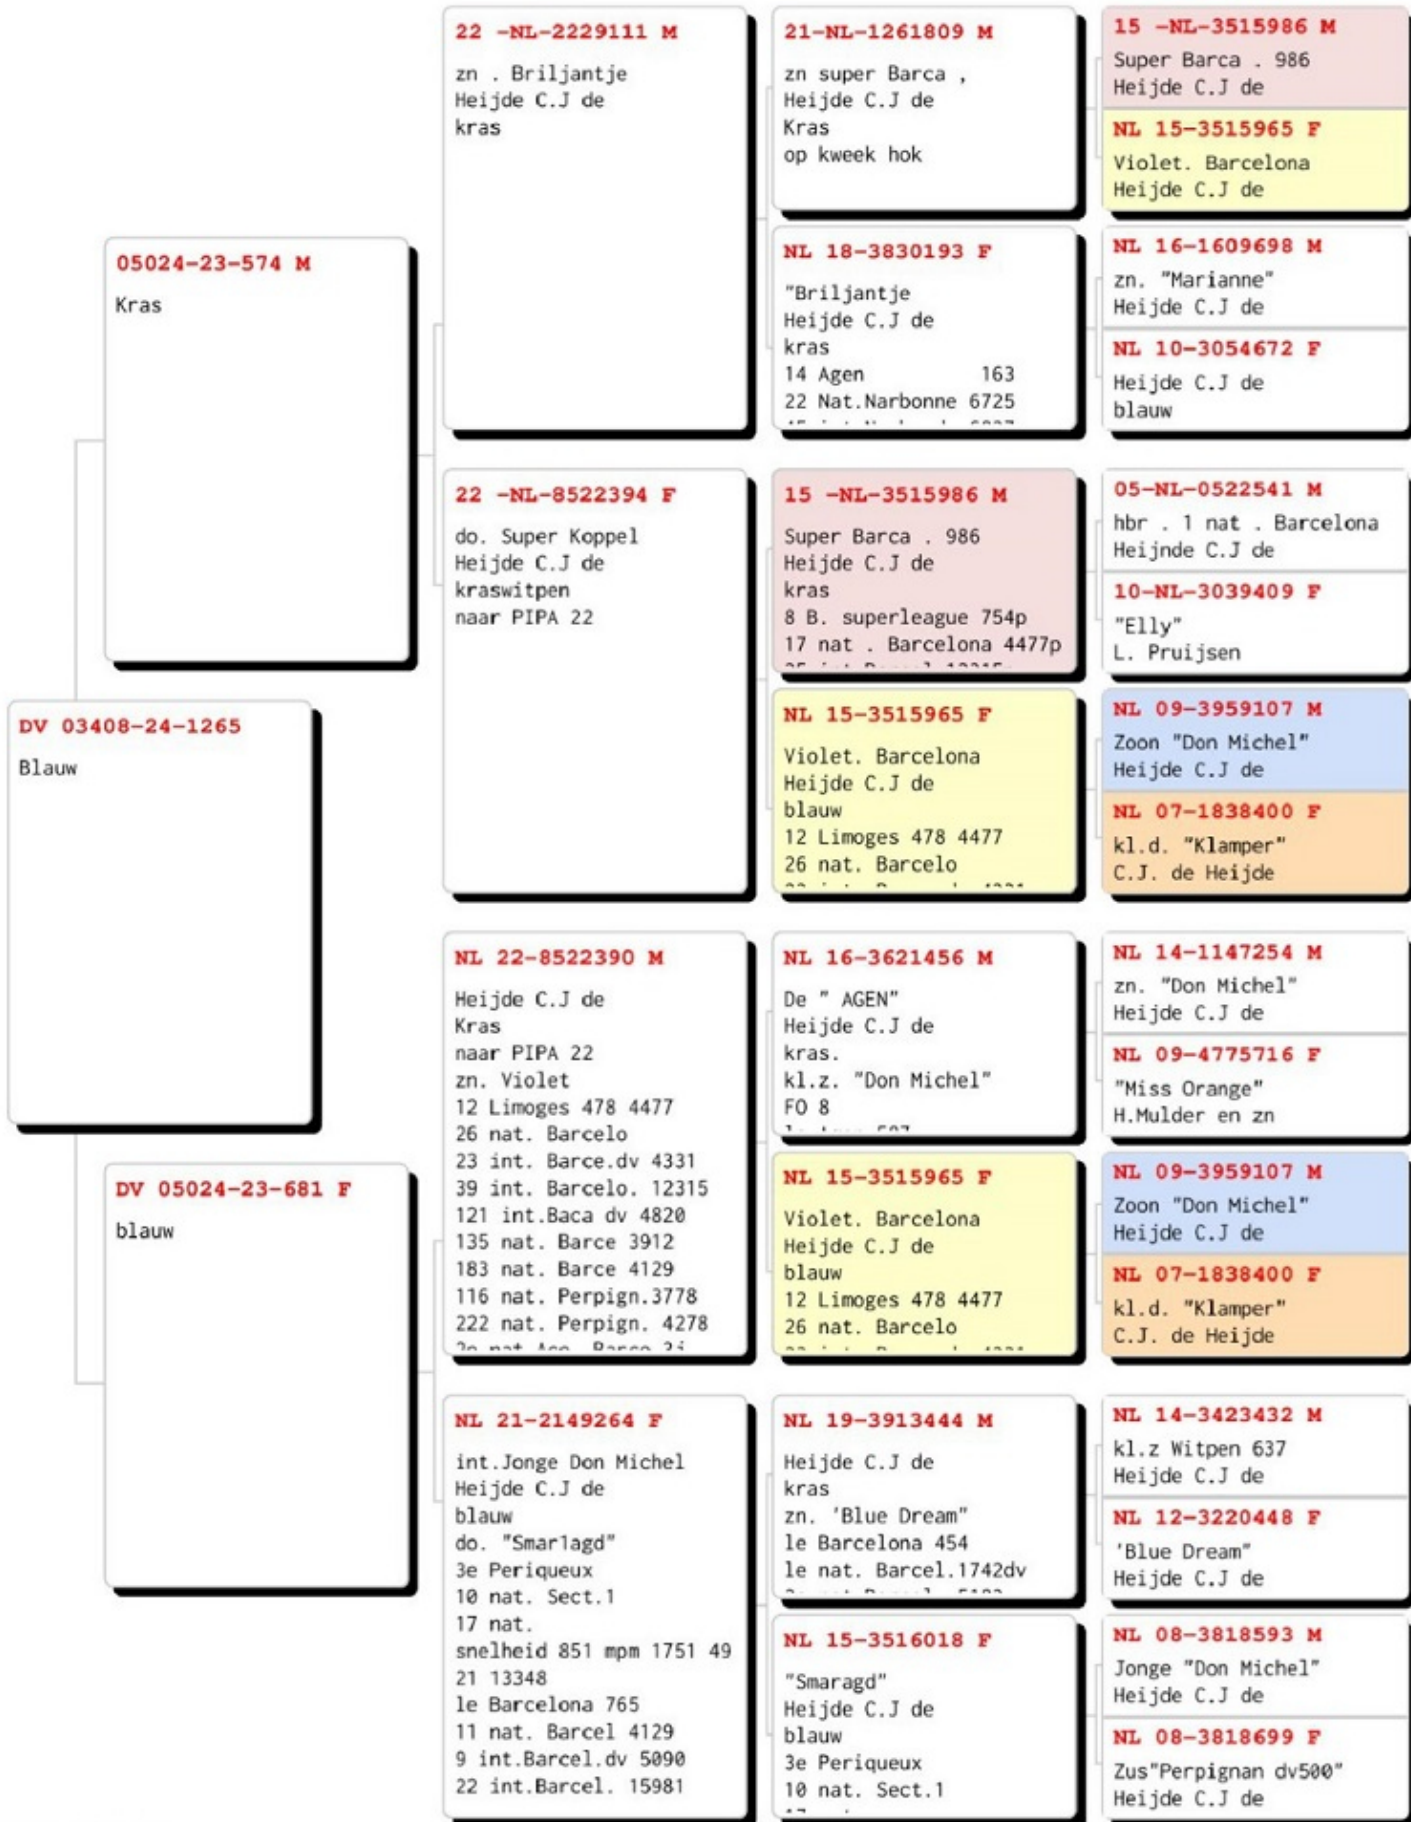 DV 03408-24-1265
Blauw
05024-23-574 M
Kras
DV 05024-23-681 F
blauw
22 -NL-2229111 M
zn . Briljantje
Heijde C.J de
kras
22 -NL-8522394 F
do. Super Koppel
Heijde C.J de
kraswitpen
naar PIPA 22
NL 22-8522390 M
Heijde C.J de
Kras
naar PIPA 22
zn. Violet
12 Limoges 478 4477
26 nat. Barcelo
23 int. Barce.dv 4331
39 int. Barcelo. 12315
121 int.Baca dv 4820
135 nat. Barce 3912
183 nat. Barce 4129
116 nat. Perpign.3778
222 nat. Perpign. 4278
NL 21-2149264 F
int.Jonge Don Michel
Heijde C.J de
blauw
do. "Smar1agd"
3e Periqueux
10 nat. Sect.1
17 nat.
snelheid 851 mpm 1751 49
21 13348
le Barcelona 765
11 nat. Barcel 4129
9 int.Barcel.dv 5090
22 int.Barcel. 15981
21-NL-1261809 M
zn super Barca ,
Heijde C.J de
Kras
op kweek hok
NL 18-3830193 F
"Briljantje
Heijde C.J de
kras
14 Agen 163
22 Nat.Narbonne 6725
15 -NL-3515986 M
Super Barca . 986
Heijde C.J de
kras
8 B. superleague 754p
17 nat . Barcelona 4477p
NL 15-3515965 F
Violet. Barcelona
Heijde C.J de
blauw
12 Limoges 478 4477
26 nat. Barcelo
NL 16-3621456 M
De " AGEN"
Heijde C.J de
kras.
kl.z. "Don Michel"
FO 8
NL 15-3515965 F
Violet. Barcelona
Heijde C.J de
blauw
12 Limoges 478 4477
26 nat. Barcelo
NL 19-3913444 M
Heijde C.J de
kras
zn. 'Blue Dream"
le Barcelona 454
le nat. Barcel.1742dv
NL 15-3516018 F
"Smaragd"
Heijde C.J de
blauw
3e Periqueux
10 nat. Sect.1
15 -NL-3515986 M
Super Barca . 986
Heijde C.J de
NL 15-3515965 F
Violet. Barcelona
Heijde C.J de
NL 16-1609698 M
zn. "Marianne"
Heijde C.J de
NL 10-3054672 F
Heijde C.J de
blauw
05-NL-0522541 M
hbr . 1 nat . Barcelona
Heijnde C.J de
10-NL-3039409 F
"Elly"
L. Pruijsen
NL 09-3959107 M
Zoon "Don Michel"
Heijde C.J de
NL 07-1838400 F
kl.d. "Klamper"
C.J. de Heijde
NL 14-1147254 M
zn. "Don Michel"
Heijde C.J de
NL 09-4775716 F
"Miss Orange"
H.Mulder en zn
NL 09-3959107 M
Zoon "Don Michel"
Heijde C.J de
NL 07-1838400 F
kl.d. "Klamper"
C.J. de Heijde
NL 14-3423432 M
kl.z Witpen 637
Heijde C.J de
NL 12-3220448 F
'Blue Dream"
Heijde C.J de
NL 08-3818593 M
Jonge "Don Michel"
Heijde C.J de
NL 08-3818699 F
Zus"Perpignan dv500"
Heijde C.J de